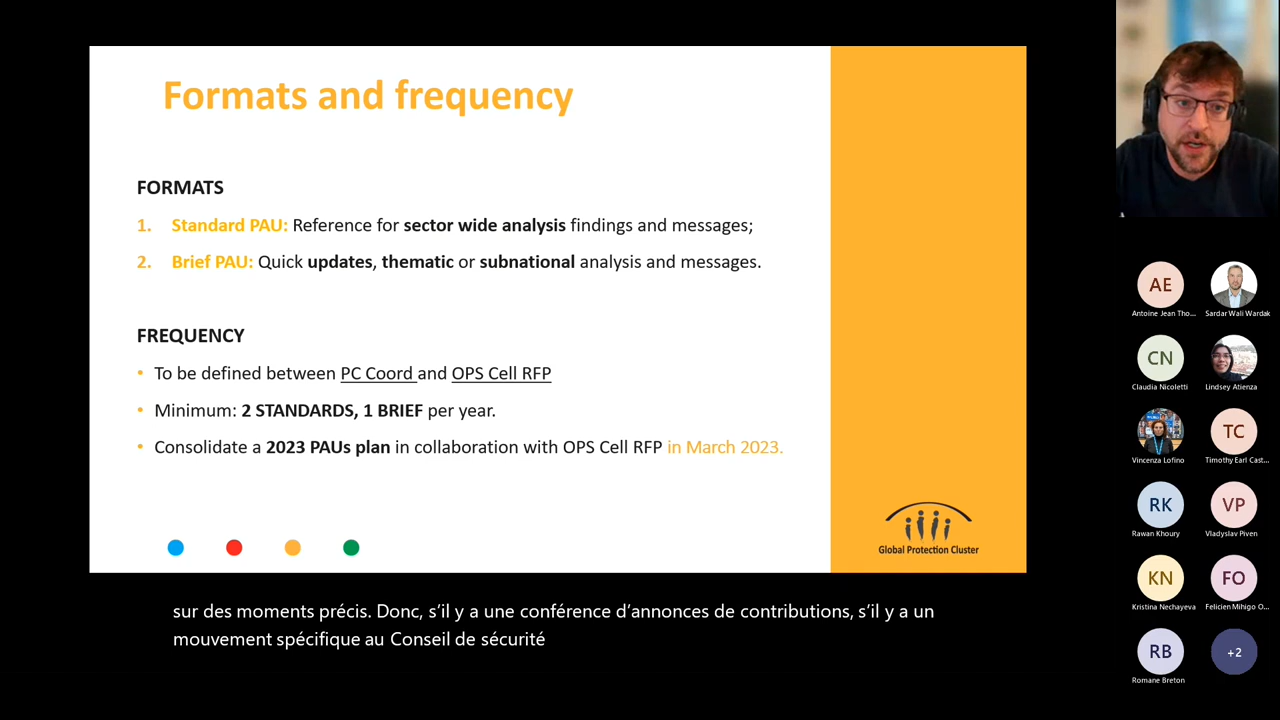 Formats and frequency
FORMATS
1. Standard PAU: Reference for sector wide analysis findings and messages;
2. Brief PAU: Quick updates, thematic or subnational analysis and messages.
FREQUENCY
• To be defined between PC Coord and OPS Cell RFP
• Minimum: 2 STANDARDS, 1 BRIEF per year.
• Consolidate a 2023 PAUs plan in collaboration with OPS Cell RFP in March 2023.
Global Protection Cluster
sur des moments précis. Donc, s’il y a une conférence d’annonces de contributions, s’il y a un
mouvement spécifique au Conseil de sécurité
AE
Antoine Jean Tho...
Sardar Wali Wardak
CN
Claudia Nicoletti
Lindsey Atienza
Vincenza Lofino
TC
Timothy Earl Cast...
RK
Rawan Khoury
VP
Vladyslav Piven
KN
Kristina Nechayeva
FO
Felicien Mihigo O...
RB
Romane Breton
+2